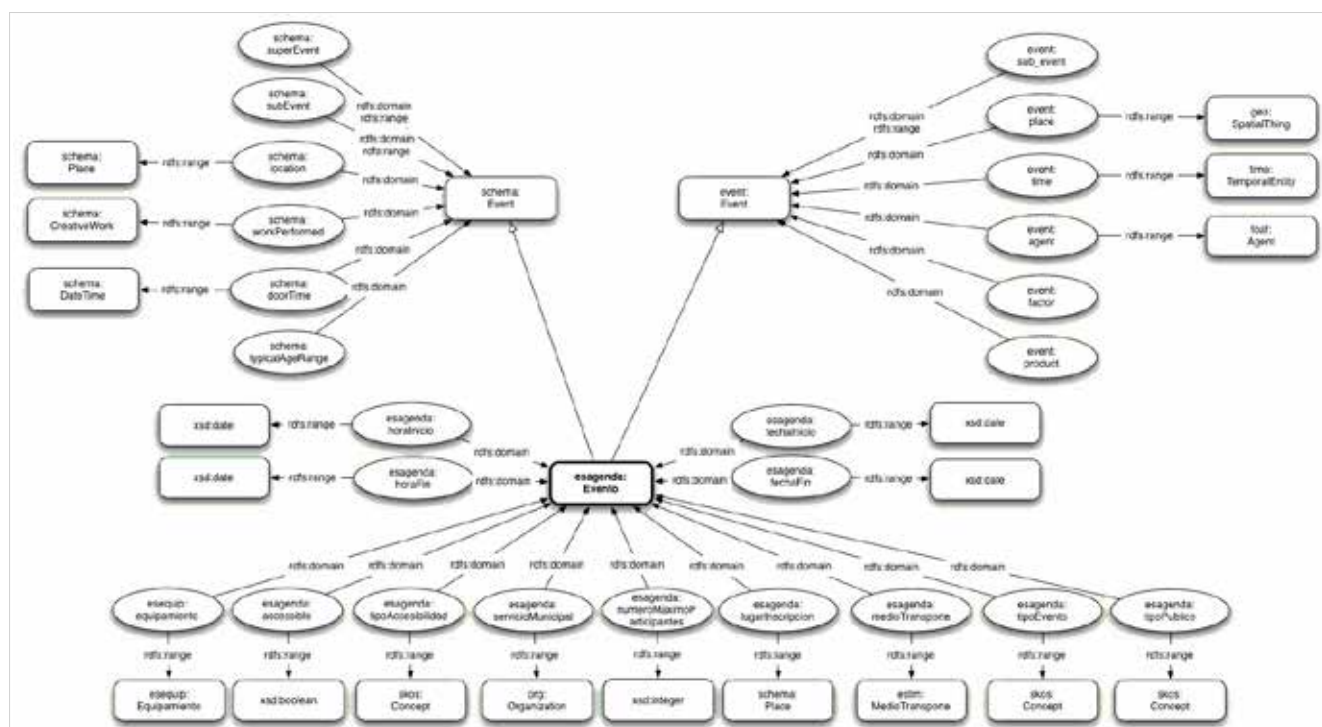 schema:
superEvent
event:
sub_event
schema:
subEvent
rdfs:domain
rdfs:range
rdfs:domain
rdfs:range
event:
place
rdfs:range
geo:
SpatialThing
schema:
Place
rdfs:range
schema:
location
rdfs:domain
rdfs:range
rdfs:domain
schema:
Event
event:
Event
rdfs:domain
event:
time
rdfs:range
time:
TemporalEntity
schema:
CreativeWork
rdfs:range
schema:
workPerformed
rdfs:domain
rdfs:domain
event:
agent
rdfs:range
foaf:
Agent
schema:
DateTime
rdfs:range
schema:
doorTime
rdfs:domain
rdfs:domain
rdfs:domain
rdfs:domain
event:
factor
schema:
typicalAgeRange
event:
product
xsd:date
rdfs:range
esagenda:
horaInicio
rdfs:domain
rdfs:domain
esagenda:
fechaInicio
rdfs:range
xsd:date
xsd:date
rdfs:range
esagenda:
horaFin
rdfs:domain
esagenda:
Evento
rdfs:domain
esagenda:
fechaFin
rdfs:range
xsd:date
rdfs:domain
rdfs:domain
rdfs:domain
rdfs:domain
rdfs:domain
rdfs:domain
rdfs:domain
rdfs:domain
rdfs:domain
esequip:
equipamiento
esagenda:
accessible
esagenda:
tipoAccesibilidad
esagenda:
servicioMunicipal
esagenda:
numeroMaximoP
articipantes
esagenda:
lugarInscripcion
esagenda:
medioTransporte
esagenda:
tipoEvento
esagenda:
tipoPublico
rdfs:range
rdfs:range
rdfs:range
rdfs:range
rdfs:range
rdfs:range
rdfs:range
rdfs:range
rdfs:range
esequip:
Equipamiento
xsd:boolean
skos:
Concept
org:
Organization
xsd:integer
schema:
Place
estm:
MedioTransporte
skos:
Concept
skos:
Concept